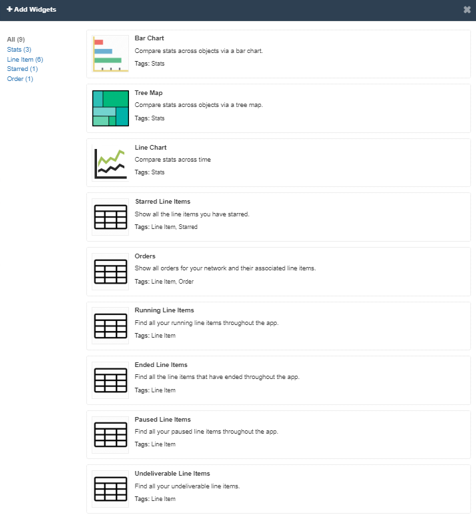 Add Widgets
All (9)
Stats (3)
Line Item (6)
Starred (1)
Order (1)
Bar Chart
Compare stats across objects via a bar chart.
Tags: Stats
Tree Map
Compare stats across objects via a tree map.
Tags: Stats
Line Chart
Compare stats across time
Tags: Stats
Starred Line Items
Show all the line items you have starred.
Tags: Line Item, Starred
Orders
Show all orders for your network and their associated line items.
Tags: Line Item, Order
Running Line Items
Find all your running line items throughout the app.
Tags: Line Item
Ended Line Items
Find all the line items that have ended throughout the app.
Tags: Line Item
Paused Line Items
Find all your paused line items throughout the app.
Tags: Line Item
Undeliverable Line Items
Find all your undeliverable line items.
Tags: Line Item